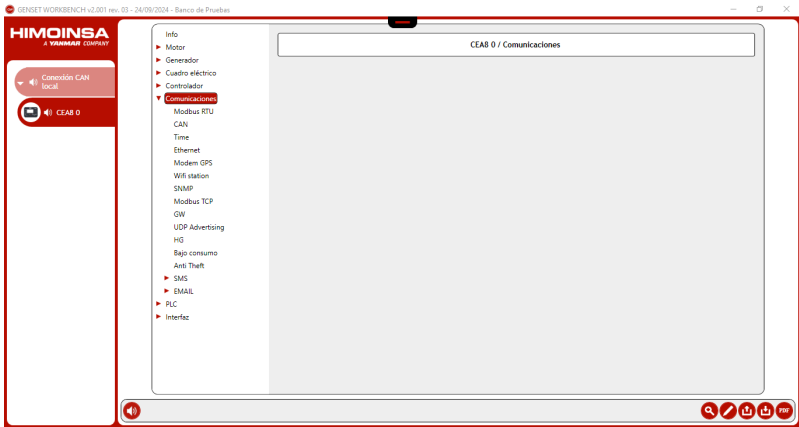 GENSET WORKBENCH v2.001 rev. 03 - 24/09/2024 - Banco de Pruebas
HIMOINSA
A YANMAR COMPANY
Conexión CAN
local
CEA8 0
Info
Motor
Generador
Cuadro eléctrico
Controlador
Comunicaciones
Modbus RTU
CAN
Time
Ethernet
Modem GPS
Wifi station
SNMP
Modbus TCP
GW
UDP Advertising
HG
Bajo consumo
Anti Theft
SMS
EMAIL
PLC
Interfaz
CEA8 0 / Comunicaciones
PDF